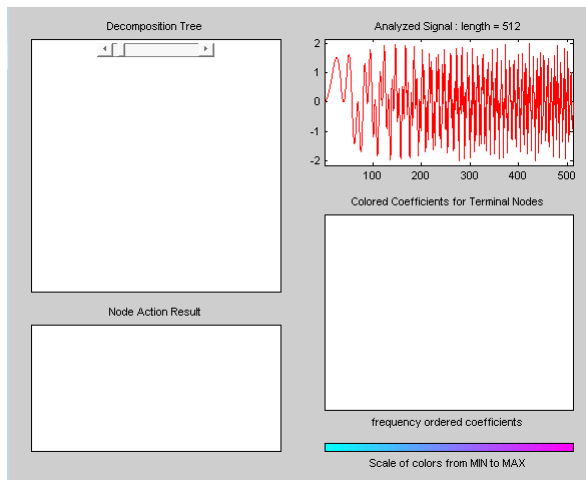 Decomposition Tree
Analyzed Signal : length = 512
2
1
0
-1
-2
100 200 300 400 500
Colored Coefficients for Terminal Nodes
Node Action Result
frequency ordered coefficients
Scale of colors from MIN to MAX